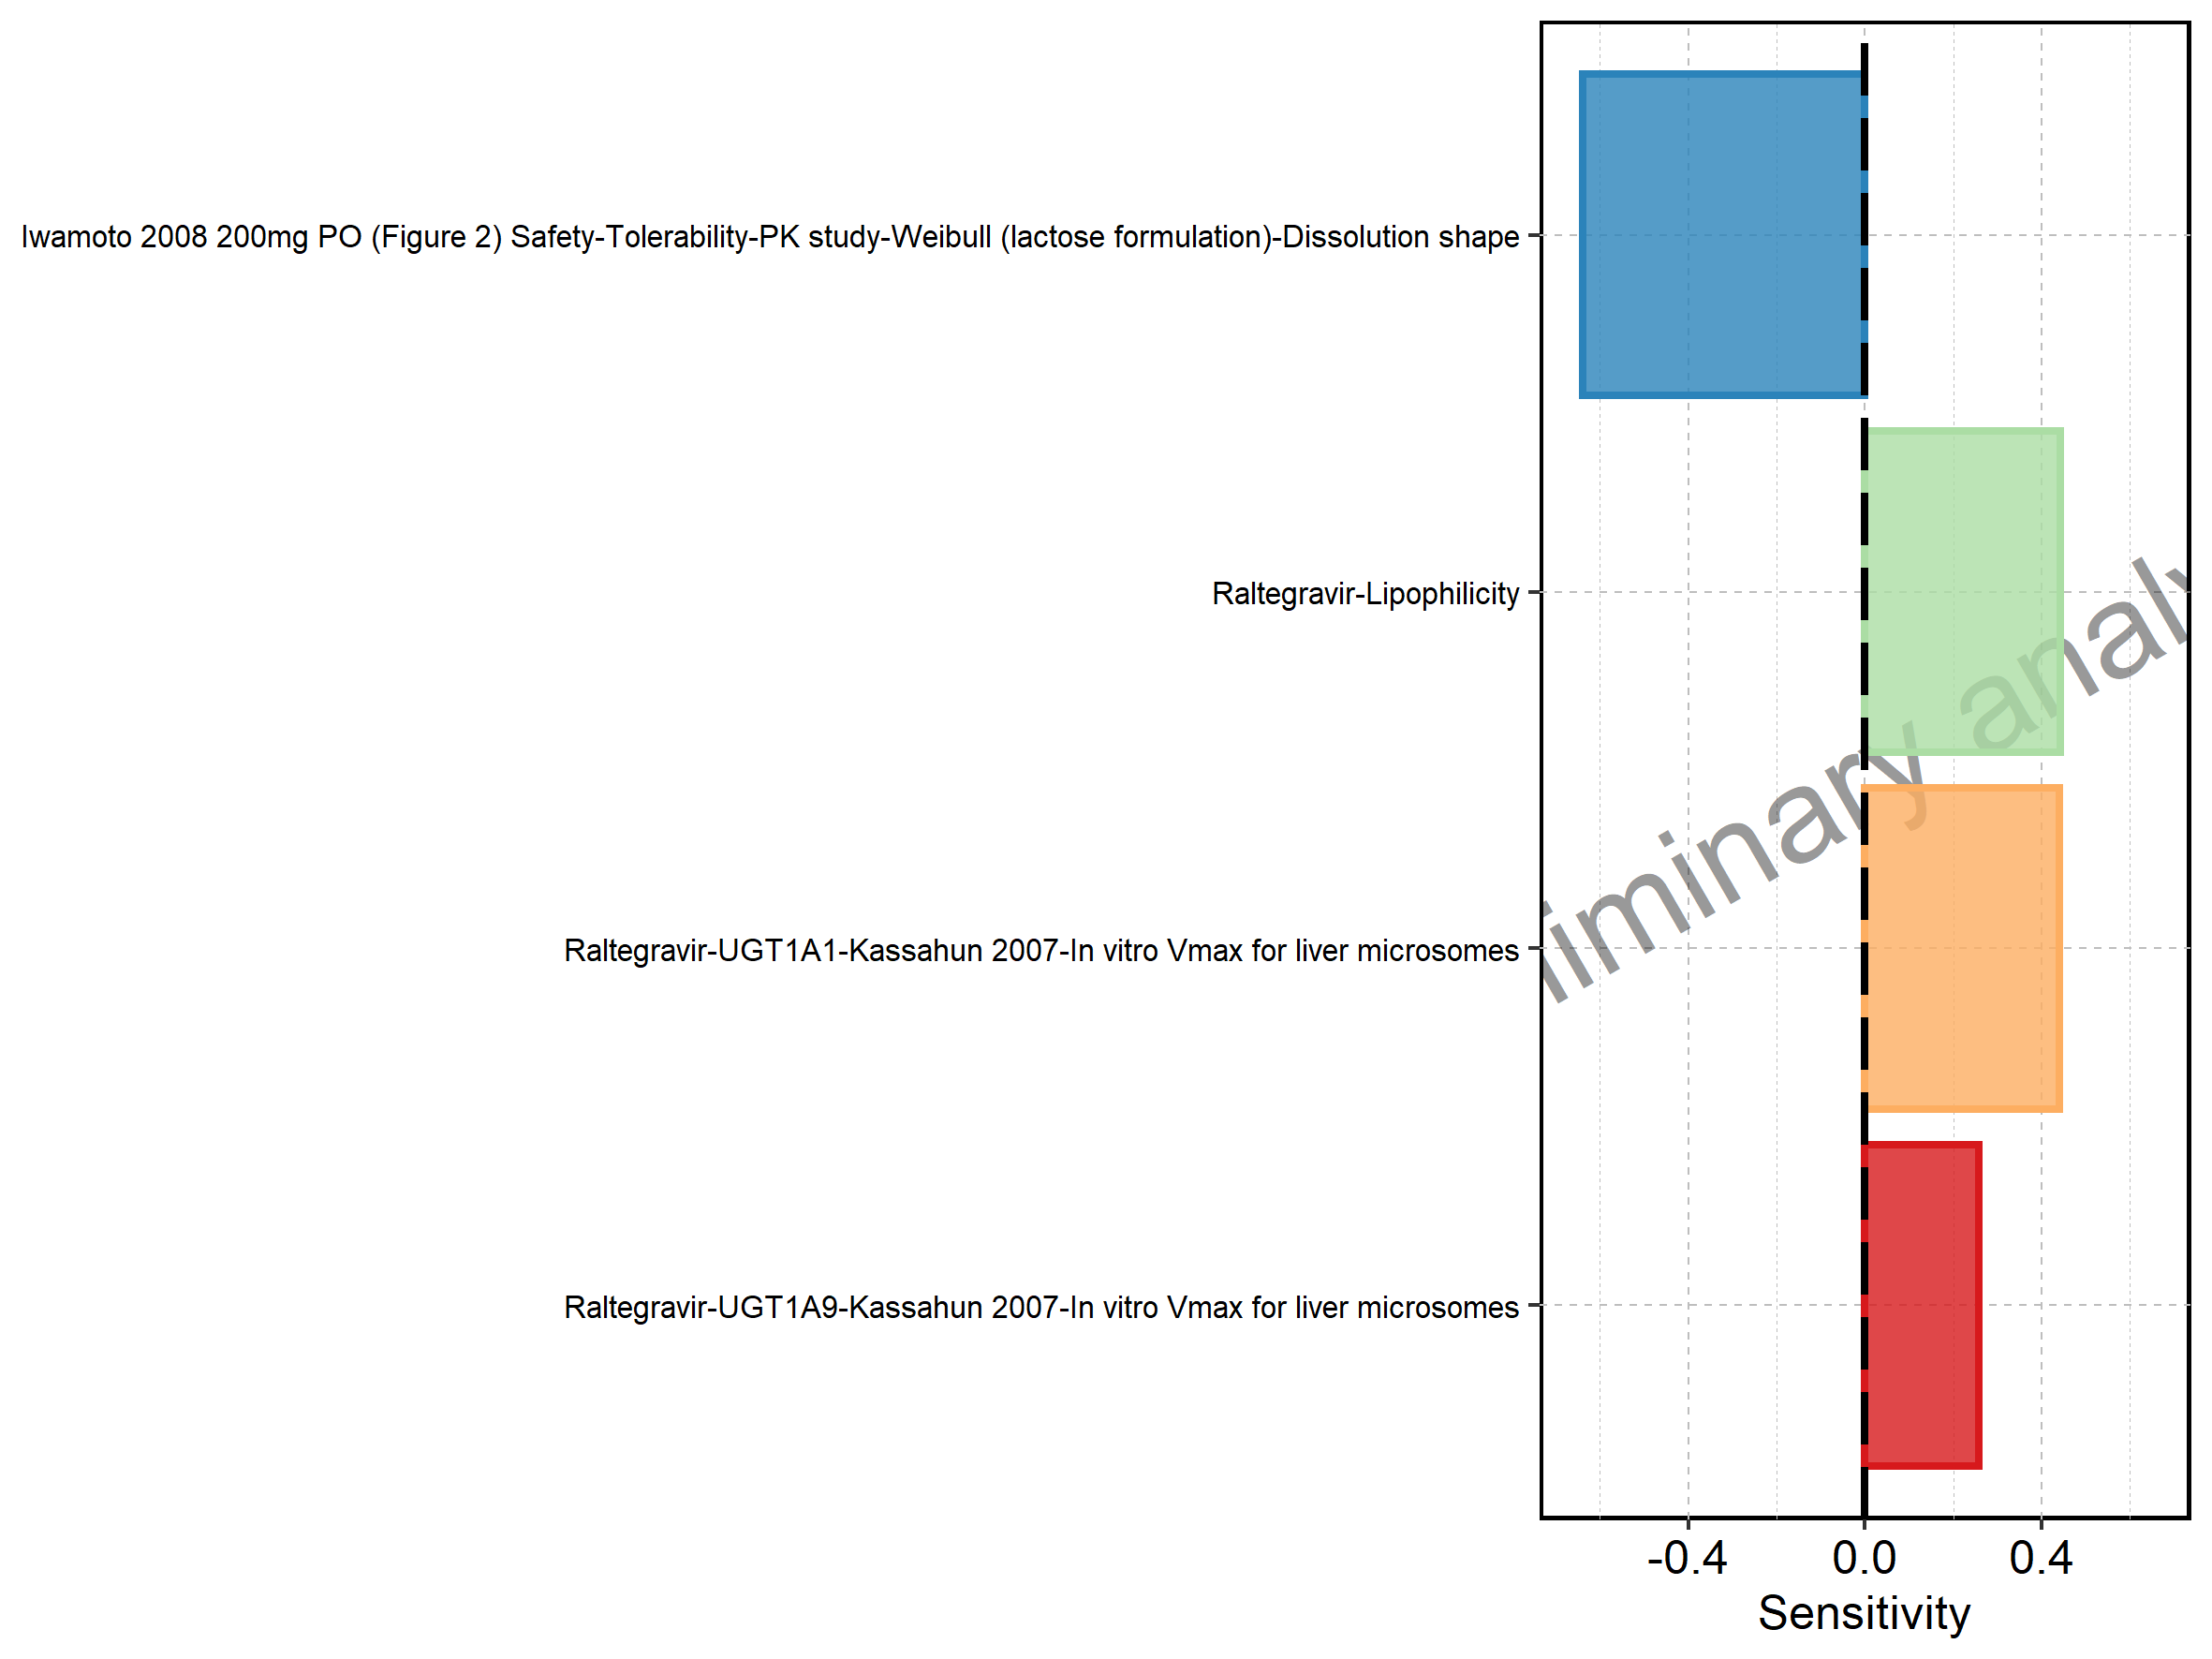 Iwamoto 2008 200mg PO (Figure 2) Safety-Tolerability-PK study-Weibull (lactose formulation)-Dissolution shape
Raltegravir-Lipophilicity
Raltegravir-UGT1A1-Kassahun 2007-In vitro Vmax for liver microsomes
Raltegravir-UGT1A9-Kassahun 2007-In vitro Vmax for liver microsomes
iminary analy
-0.4 0.0 0.4
Sensitivity